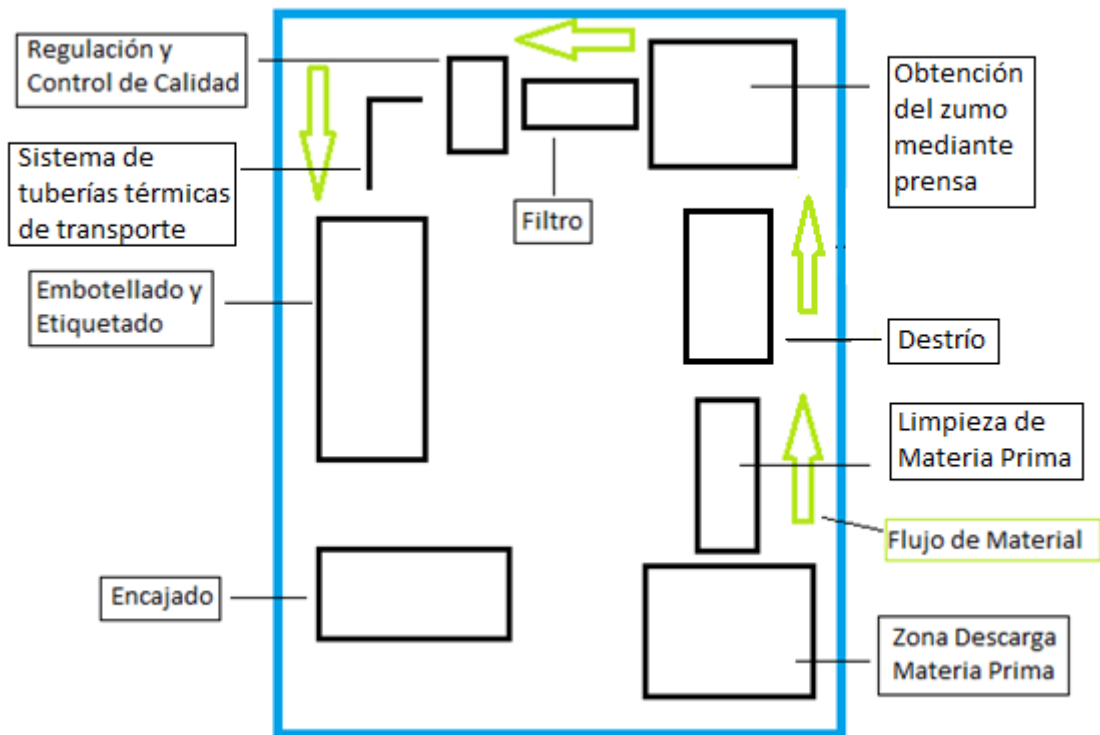 Regulación y
Control de Calidad
Sistema de
tuberías térmicas
de transporte
Embotellado y
Etiquetado
Encajado
Filtro
Obtención
del zumo
mediante
prensa
Destrío
Limpieza de
Materia Prima
Flujo de Material
Zona Descarga
Materia Prima